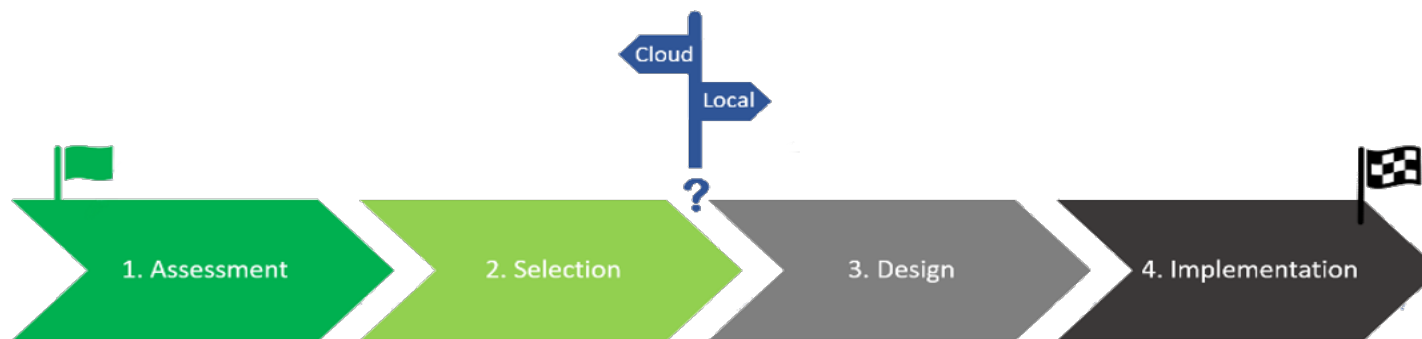 Cloud
Local
?
1. Assessment
2. Selection
3. Design
4. Implementation